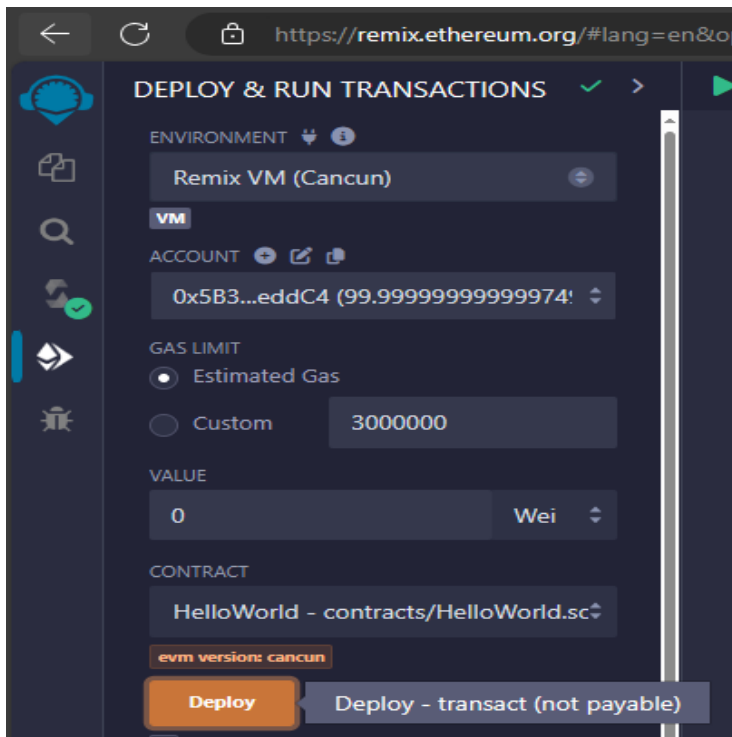 https://remix.ethereum.org/#lang=en&o
DEPLOY & RUN TRANSACTIONS
ENVIRONMENT
Remix VM (Cancun)
VM
ACCOUNT
0x5B3...eddC4 (99.99999999999974
GAS LIMIT
Estimated Gas
Custom 3000000
VALUE
0 Wei
CONTRACT
HelloWorld - contracts/HelloWorld.sc
evm version: cancun
Deploy Deploy - transact (not payable)